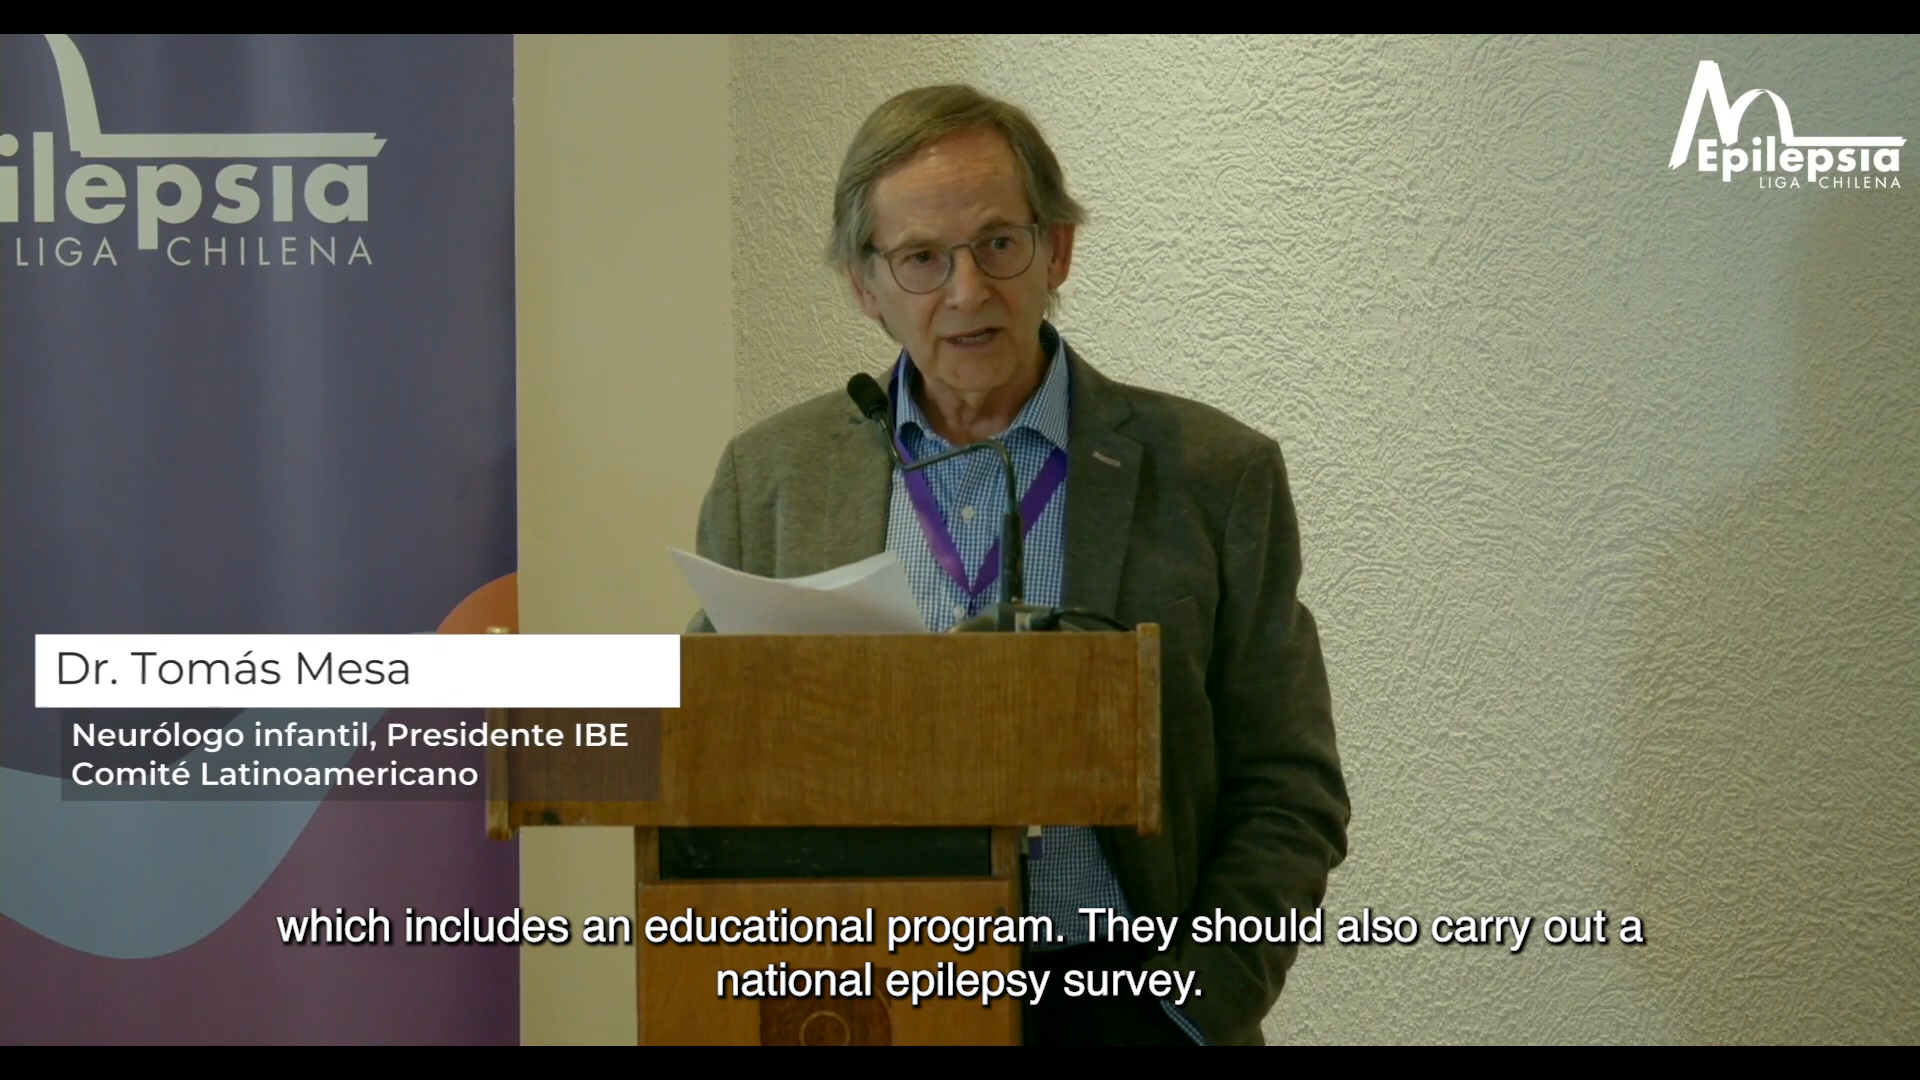 ilepsia
LIGA CHILENA
Epilepsia
LIGA CHILENA
Dr. Tomás Mesa
Neurólogo infantil, Presidente IBE
Comité Latinoamericano
which includes an educational program. They should also carry out a
national epilepsy survey.